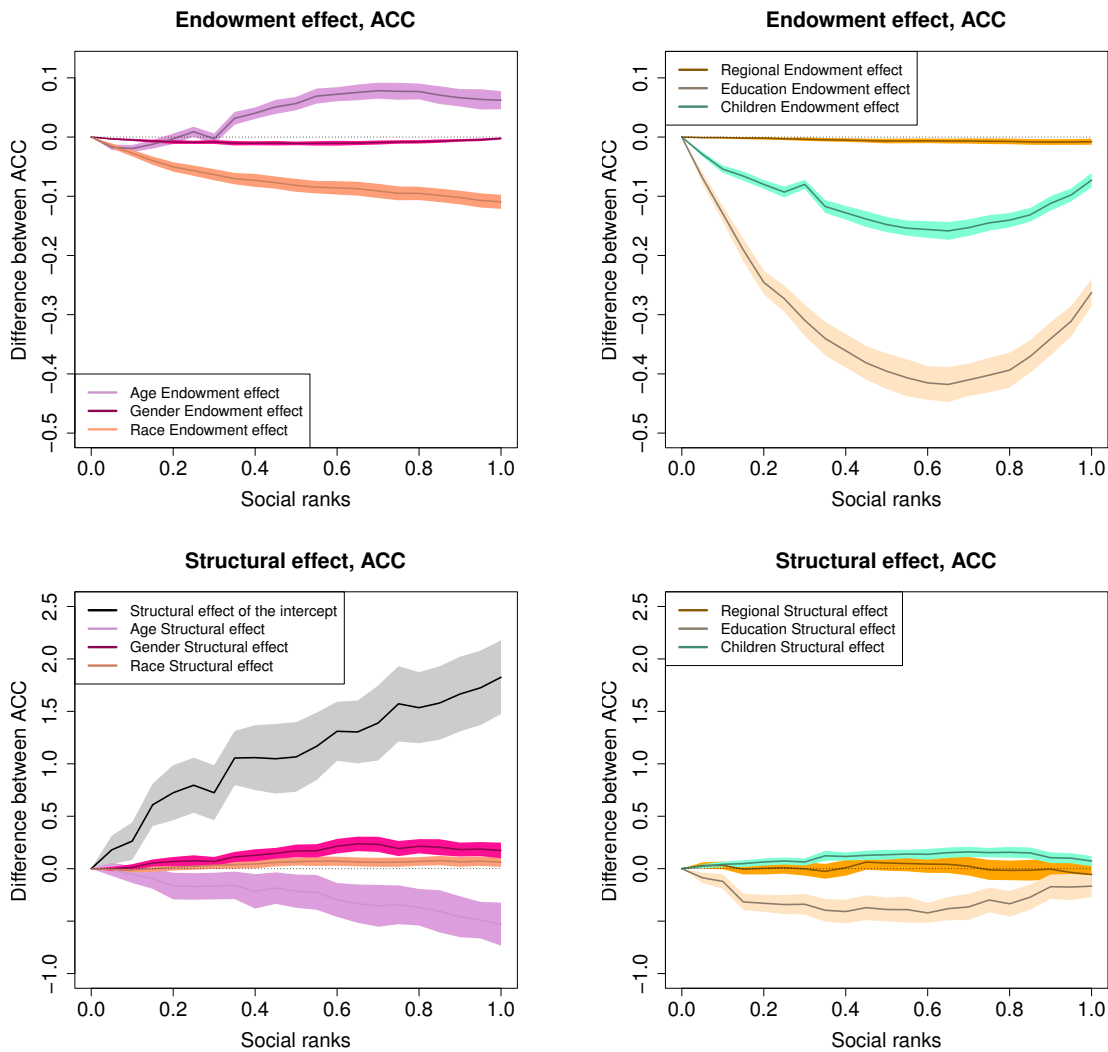 Endowment effect, ACC
Difference between ACC
0.1
0.0
−0.1
−0.2
−0.3
−0.4
−0.5
Age Endowment effect
Gender Endowment effect
Race Endowment effect
0.0 0.2 0.4 0.6 0.8 1.0
Social ranks
Endowment effect, ACC
Difference between ACC
0.1
0.0
−0.1
−0.2
−0.3
−0.4
−0.5
Regional Endowment effect
Education Endowment effect
Children Endowment effect
0.0 0.2 0.4 0.6 0.8 1.0
Social ranks
Structural effect, ACC
Difference between ACC
2.5
2.0
1.5
1.0
0.5
0.0
−1.0
Structural effect of the intercept
Age Structural effect
Gender Structural effect
Race Structural effect
0.0 0.2 0.4 0.6 0.8 1.0
Social ranks
Structural effect, ACC
Difference between ACC
2.5
2.0
1.5
1.0
0.5
0.0
−1.0
Regional Structural effect
Education Structural effect
Children Structural effect
0.0 0.2 0.4 0.6 0.8 1.0
Social ranks